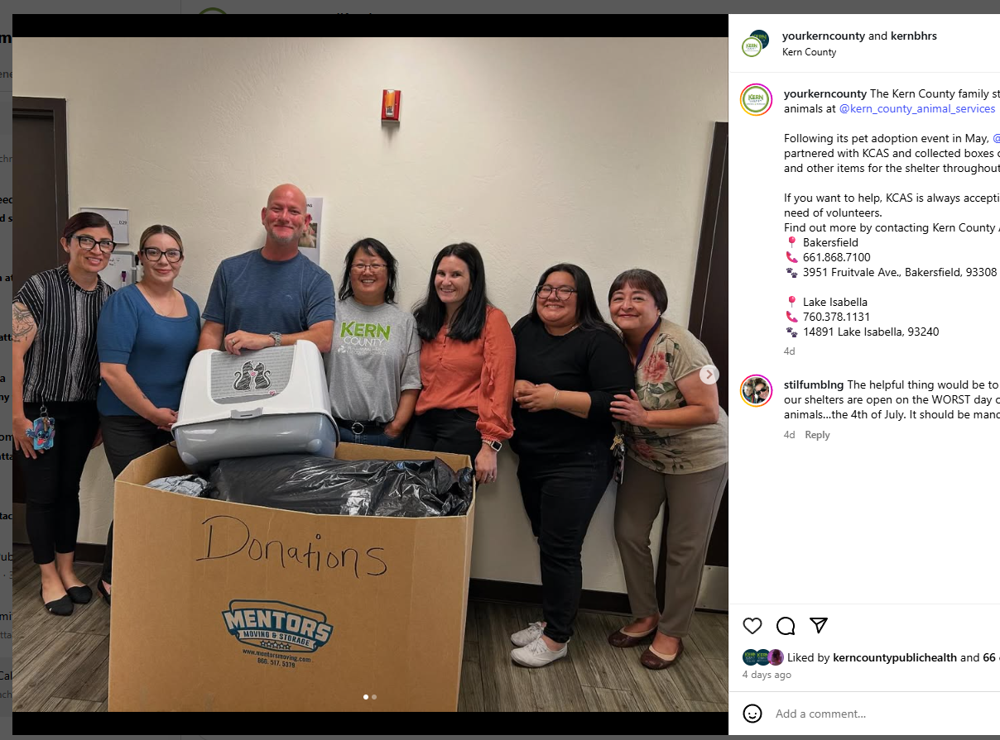 yourkerncounty and kernbhrs
Kern County
yourkerncounty The Kern County family
animals at @kern_county_animal_services
Following its pet adoption event in May, @
partnered with KCAS and collected boxes
and other items for the shelter throughout
If you want to help, KCAS is always
need of volunteers.
Find out more by contacting Kern County
📍 Bakersfield
📞 661.868.7100
🐾 3951 Fruitvale Ave., Bakersfield, 93308
📍 Lake Isabella
📞 760.378.1131
🐾 14891 Lake Isabella, 93240
4d
stilfumblng The helpful thing would be to
our shelters are open on the WORST day
animals...the 4th of July. It should be
4d Reply
Liked by kerncountypublichealth and 66
4 days ago
Add a comment...
KERN
COUNTY
Donations
MENTORS
MOVING & STORAGE
www.mentorsmoving.com
866. 517. 5379